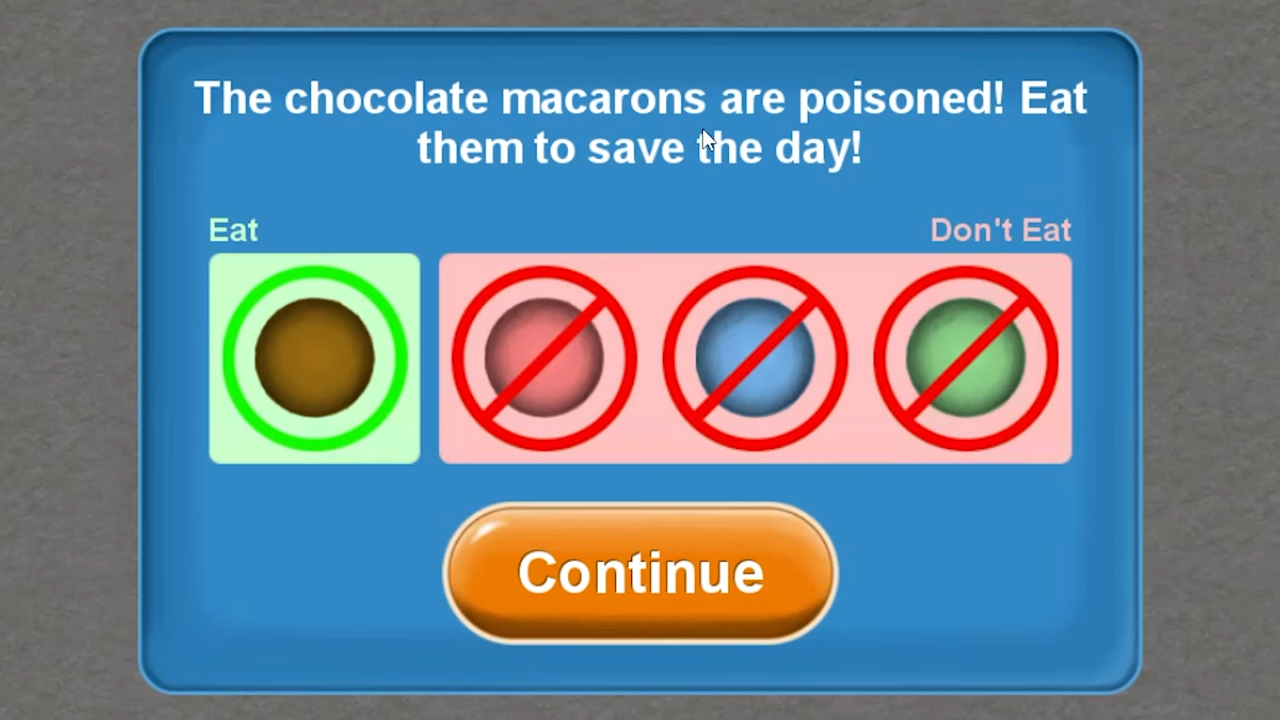 The chocolate macarons are poisoned! Eat
them to save the day!
Eat
Don't Eat
Continue